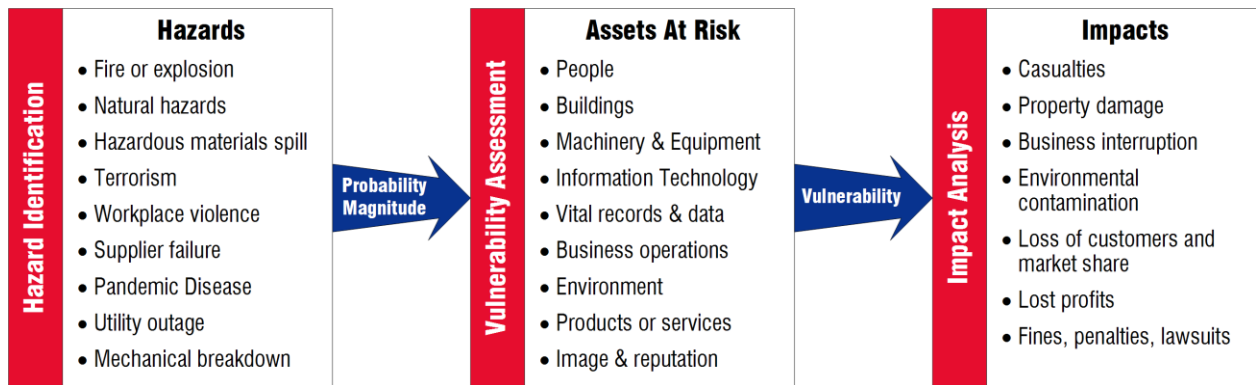 Hazard Identification
Hazards
• Fire or explosion
• Natural hazards
• Hazardous materials spill
• Terrorism
• Workplace violence
• Supplier failure
• Pandemic Disease
• Utility outage
• Mechanical breakdown
Probability
Magnitude
Vulnerability Assessment
Assets At Risk
• People
• Buildings
• Machinery & Equipment
• Information Technology
• Vital records & data
• Business operations
• Environment
• Products or services
• Image & reputation
Vulnerability
Impact Analysis
Impacts
• Casualties
• Property damage
• Business interruption
• Environmental
contamination
• Loss of customers and
market share
• Lost profits
• Fines, penalties, lawsuits